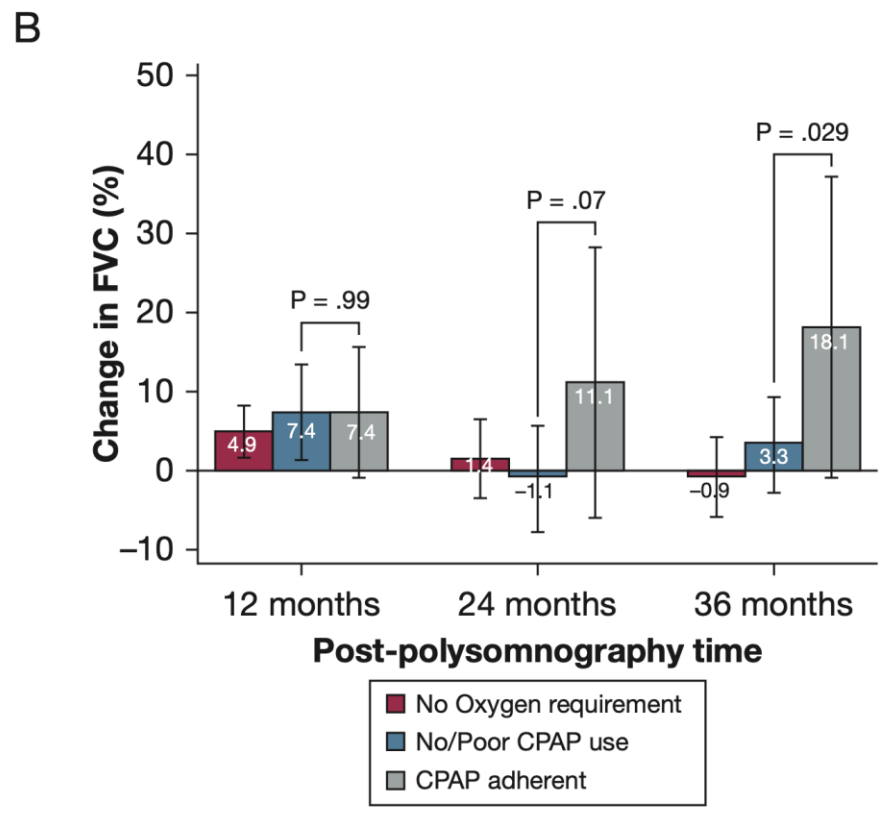 B
Change in FVC (%)
50
40
30
20
10
0
−10
P = .99
P = .07
P = .029
4.9
7.4
7.4
1.4
−1.1
11.1
−0.9
3.3
18.1
12 months
24 months
36 months
Post-polysomnography time
No Oxygen requirement
No/Poor CPAP use
CPAP adherent